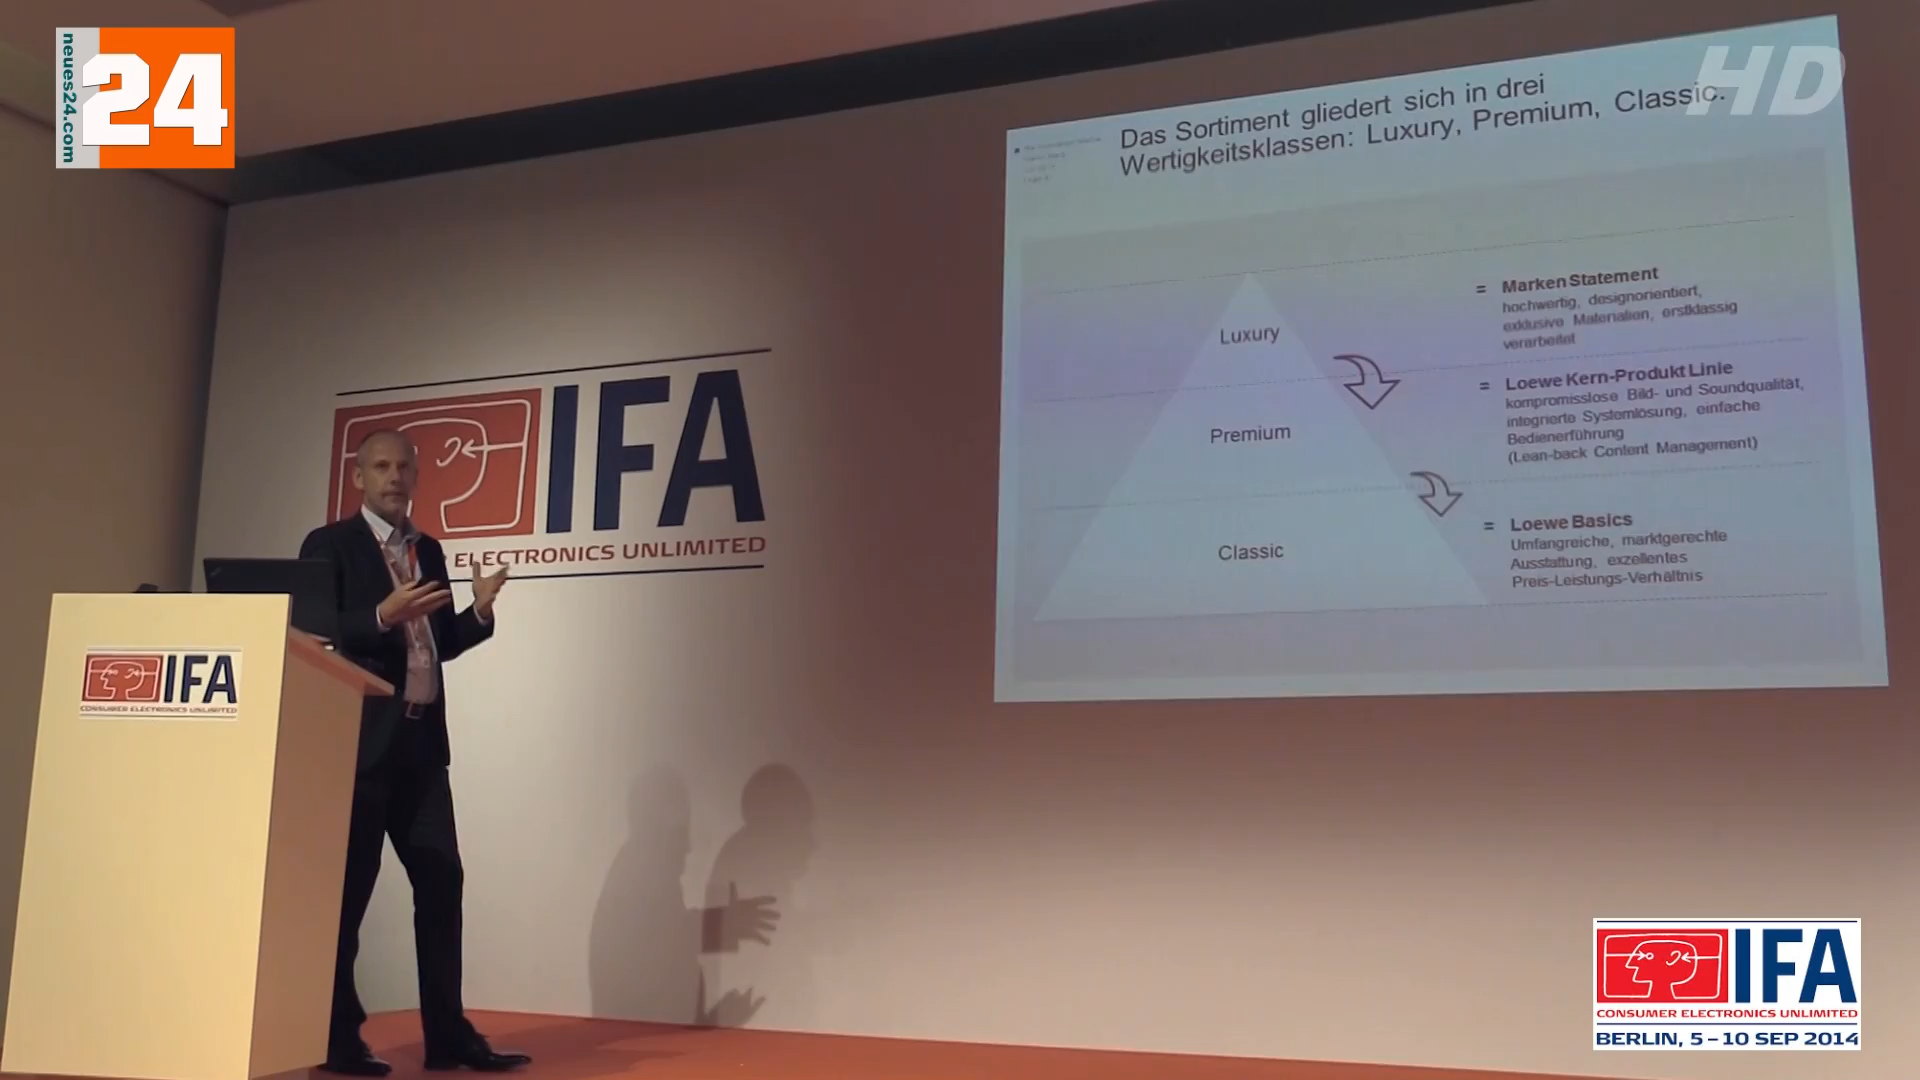 neues24.com
24
HD
Das Sortiment gliedert sich in drei
Wertigkeitsklassen: Luxury, Premium, Classic.
Luxury
= Marken Statement
hochwertig, designorientiert,
exklusive Materialien, erstklassig
verarbeitet
Premium
= Loewe Kern-Produkt Linie
kompromisslose Bild- und Soundqualität,
integrierte Systemlösung, einfache
Bedienerführung
(Lean-back Content Management)
Classic
= Loewe Basics
Umfangreiche, marktgerechte
Ausstattung, exzellentes
Preis-Leistungs-Verhältnis
IFA
ELECTRONICS UNLIMITED
IFA
CONSUMER ELECTRONICS UNLIMITED
IFA
CONSUMER ELECTRONICS UNLIMITED
BERLIN, 5 – 10 SEP 2014